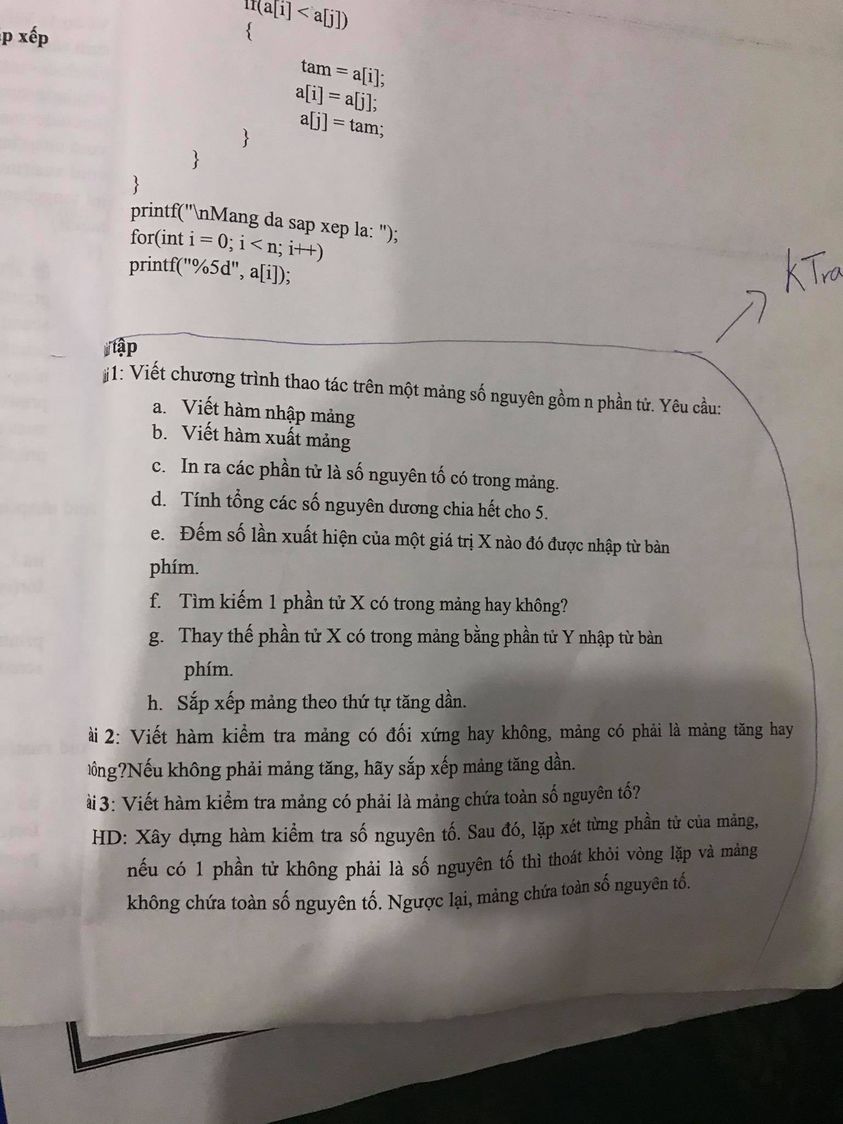 ếp xếp
if(a[i] < a[j])
{
tam = a[i];
a[i] = a[j];
a[j] = tam;
}
}
}
printf("\nMang da sap xep la: ");
for(int i = 0; i < n; i++)
printf("%5d", a[i]);
KTra
tập
1: Viết chương trình thao tác trên một mảng số nguyên gồm n phần tử. Yêu cầu:
a. Viết hàm nhập mảng
b. Viết hàm xuất mảng
c. In ra các phần tử là số nguyên tố có trong mảng.
d. Tính tổng các số nguyên dương chia hết cho 5.
e. Đếm số lần xuất hiện của một giá trị X nào đó được nhập từ bàn
phím.
f. Tìm kiếm 1 phần tử X có trong mảng hay không?
g. Thay thế phần tử X có trong mảng bằng phần tử Y nhập từ bàn
phím.
h. Sắp xếp mảng theo thứ tự tăng dần.
ài 2: Viết hàm kiểm tra mảng có đối xứng hay không, mảng có phải là mảng tăng hay
hông?Nếu không phải mảng tăng, hãy sắp xếp mảng tăng dần.
ài 3: Viết hàm kiểm tra mảng có phải là mảng chứa toàn số nguyên tố?
HD: Xây dựng hàm kiểm tra số nguyên tố. Sau đó, lặp xét từng phần tử của mảng,
nếu có 1 phần tử không phải là số nguyên tố thì thoát khỏi vòng lặp và mảng
không chứa toàn số nguyên tố. Ngược lại, mảng chứa toàn số nguyên tố.